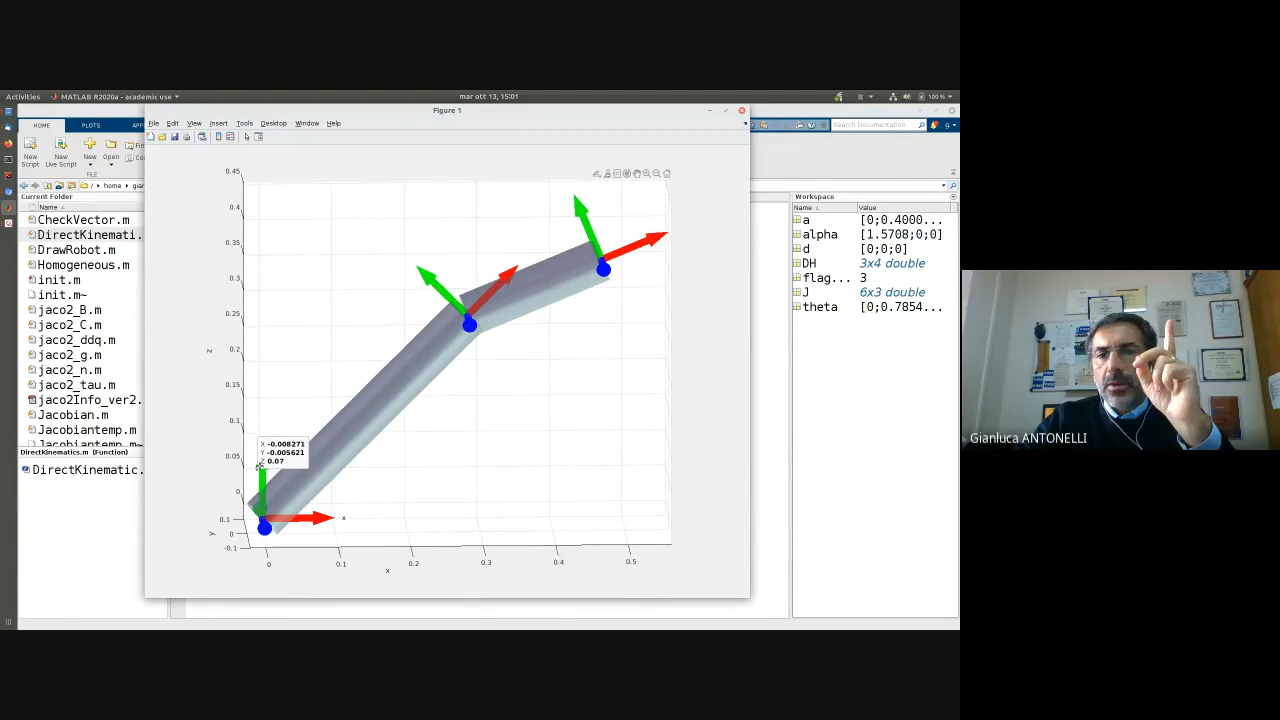 Activities
MATLAB R2020a - academic use
mar ott 13, 15:01
it
100 %
Figure 1
File Edit View Insert Tools Desktop Window Help
HOME PLOTS
Search Documentation
New Script
New Live Script
New
Open
FILE
/ home
Current Folder
Name
CheckVector.m
DirectKinemati.
DrawRobot.m
Homogeneous.m
init.m
init.m~
jaco2_B.m
jaco2_C.m
jaco2_ddq.m
jaco2_g.m
jaco2_n.m
jaco2_tau.m
jaco2Info_ver2.
Jacobian.m
Jacobiantemp.m
Jacobiantemp.m~
DirectKinematics.m (Function)
DirectKinematic.
0.45
0.4
0.35
0.3
0.25
z
0.2
0.15
0.1
0.05
0
X -0.008271
Y -0.005621
Z 0.07
x
0.1
y 0
-0.1
0 0.1 0.2 0.3 0.4 0.5
x
Workspace
Name Value
a [0;0.4000...
alpha [1.5708;0;0]
d [0;0;0]
DH 3x4 double
flag... 3
J 6x3 double
theta [0;0.7854...
Gianluca ANTONELLI